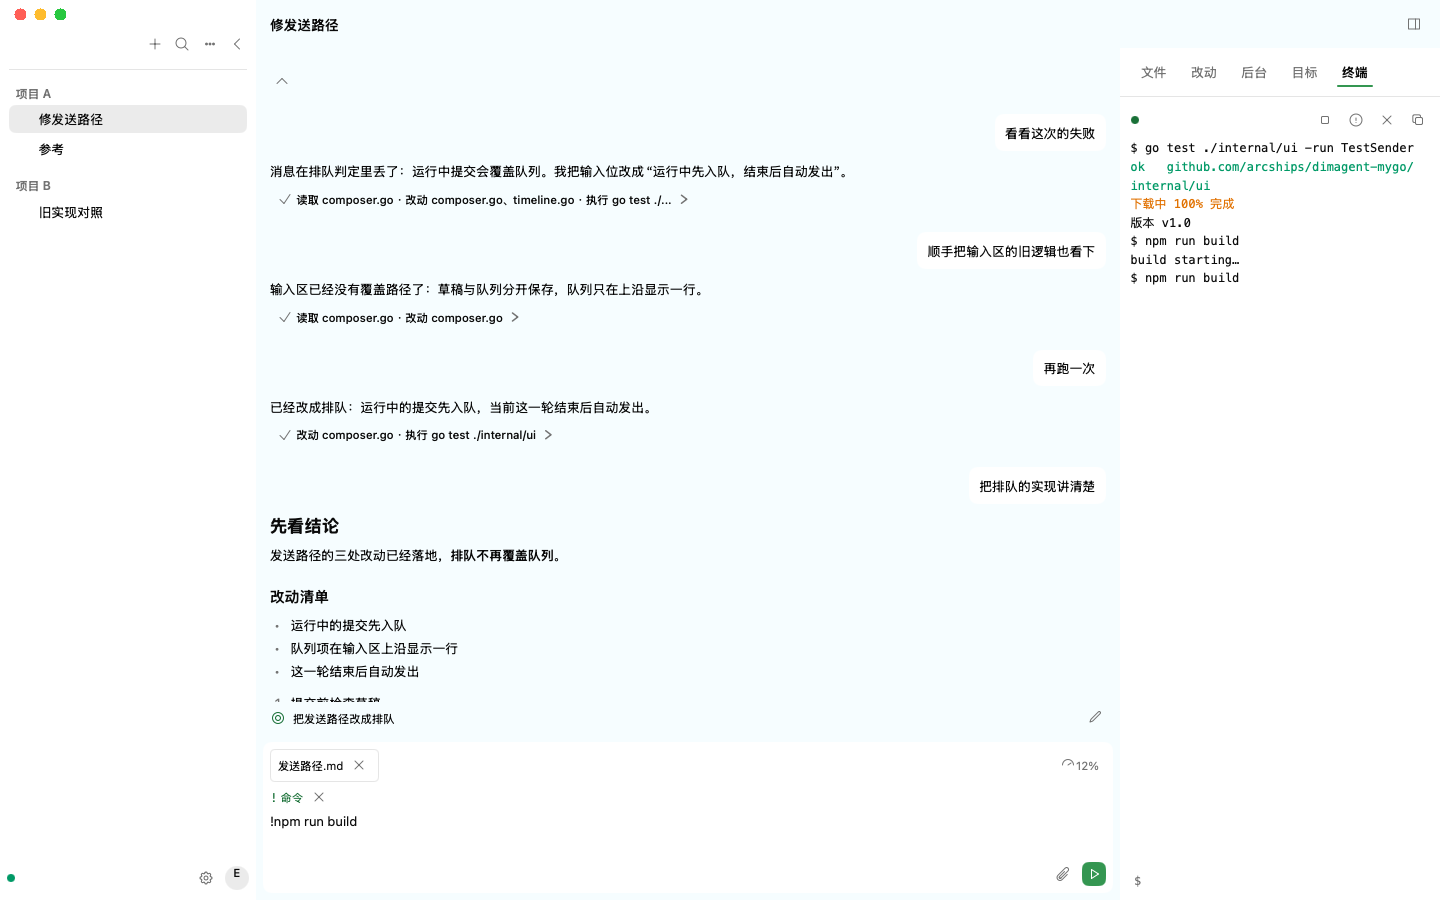 修发送路径
项目 A
修发送路径
参考
项目 B
旧实现对照
E
看看这次的失败
消息在排队判定里丢了：运行中提交会覆盖队列。我把输入位改成 “运行中先入队，结束后自动发出”。
读取 composer.go · 改动 composer.go、timeline.go · 执行 go test ./...
顺手把输入区的旧逻辑也看下
输入区已经没有覆盖路径了：草稿与队列分开保存，队列只在上沿显示一行。
读取 composer.go · 改动 composer.go
再跑一次
已经改成排队：运行中的提交先入队，当前这一轮结束后自动发出。
改动 composer.go · 执行 go test ./internal/ui
把排队的实现讲清楚
先看结论
发送路径的三处改动已经落地，排队不再覆盖队列。
改动清单
• 运行中的提交先入队
• 队列项在输入区上沿显示一行
• 这一轮结束后自动发出
把发送路径改成排队
发送路径.md
12%
! 命令
!npm run build
文件 改动 后台 目标 终端
$ go test ./internal/ui -run TestSender
ok github.com/arcships/dimagent-mygo/
internal/ui
下载中 100% 完成
版本 v1.0
$ npm run build
build starting…
$ npm run build
$